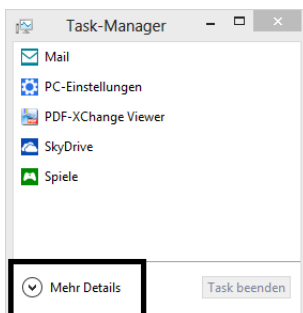 Task-Manager
Mail
PC-Einstellungen
PDF-XChange Viewer
SkyDrive
Spiele
Mehr Details
Task beenden